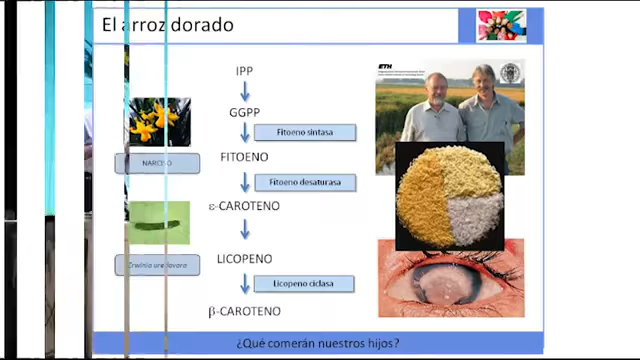 El arroz dorado
IPP
GGPP
Fitoeno sintasa
NARCISO
FITOENO
Fitoeno desaturasa
ε-CAROTENO
LICOPENO
Licopeno ciclasa
β-CAROTENO
ETH
¿Qué comerán nuestros hijos?